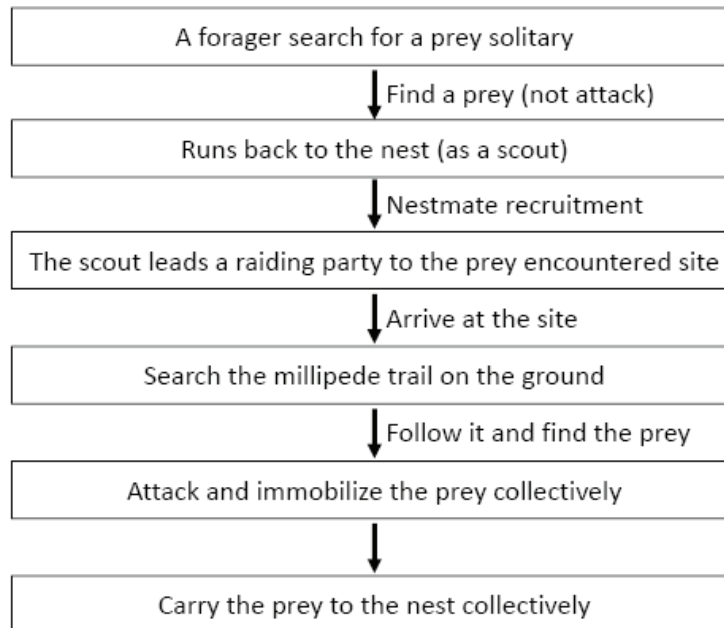 A forager search for a prey solitary
Find a prey (not attack)
Runs back to the nest (as a scout)
Nestmate recruitment
The scout leads a raiding party to the prey encountered site
Arrive at the site
Search the millipede trail on the ground
Follow it and find the prey
Attack and immobilize the prey collectively
Carry the prey to the nest collectively